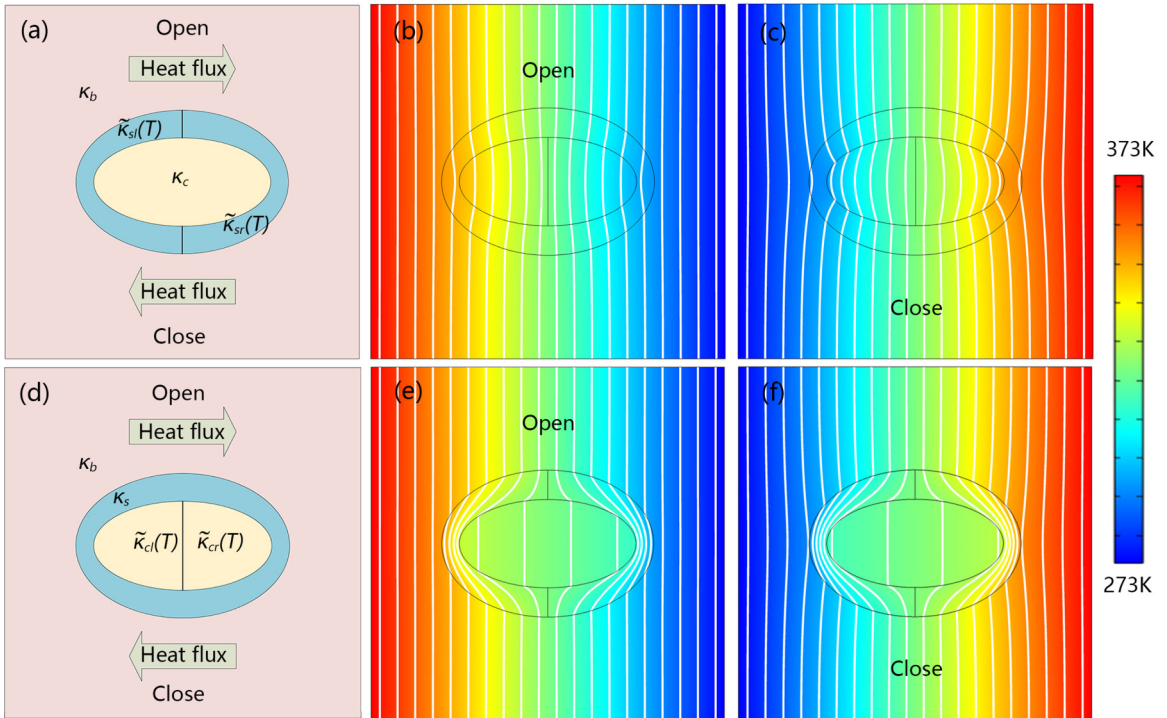 (a)
Open
Heat flux
κb
κ̃sl(T)
κc
κ̃sr(T)
Heat flux
Close
(b)
Open
(c)
Close
373K
273K
(d)
Open
Heat flux
κb
κs
κ̃cl(T) κ̃cr(T)
Heat flux
Close
(e)
Open
(f)
Close